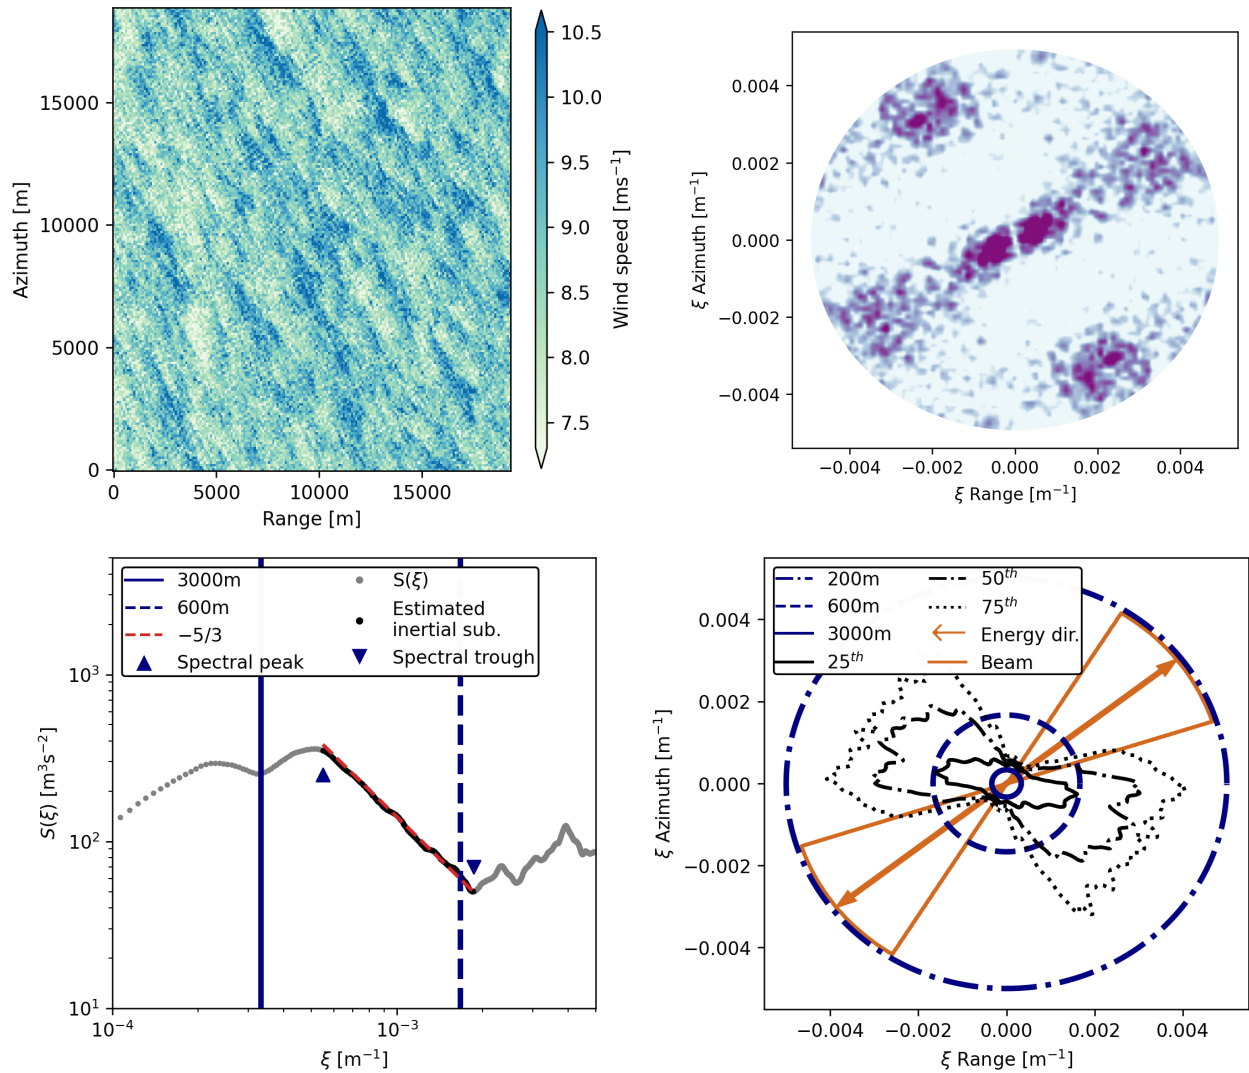 15000
10000
5000
0
Azimuth [m]
0
5000
10000
15000
Range [m]
10.5
10.0
9.5
9.0
8.5
8.0
7.5
Wind speed [ms⁻¹]
0.004
0.002
0.000
−0.002
−0.004
ξ Azimuth [m⁻¹]
−0.004
−0.002
0.000
0.002
0.004
ξ Range [m⁻¹]
3000m
600m
−5/3
Spectral peak
S(ξ)
Estimated
inertial sub.
Spectral trough
10³
10²
10¹
S(ξ) [m³s⁻²]
10⁻⁴
10⁻³
ξ [m⁻¹]
200m
600m
3000m
25ᵗʰ
50ᵗʰ
75ᵗʰ
Energy dir.
Beam
0.004
0.002
0.000
−0.002
−0.004
ξ Azimuth [m⁻¹]
−0.004
−0.002
0.000
0.002
0.004
ξ Range [m⁻¹]